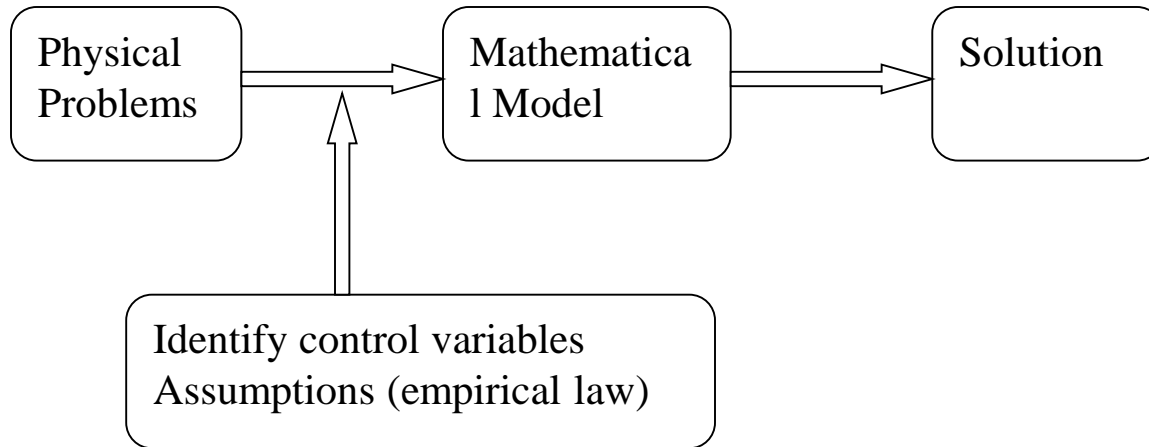 Physical
Problems
Mathematica
l Model
Solution
Identify control variables
Assumptions (empirical law)